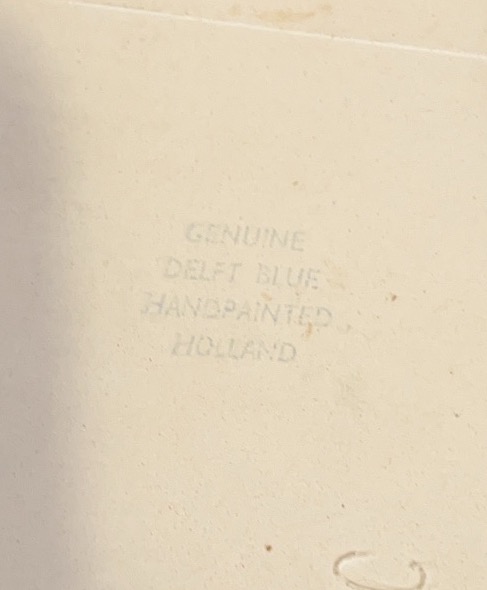 GENUINE
DELFT BLUE
HANDPAINTED
HOLLAND